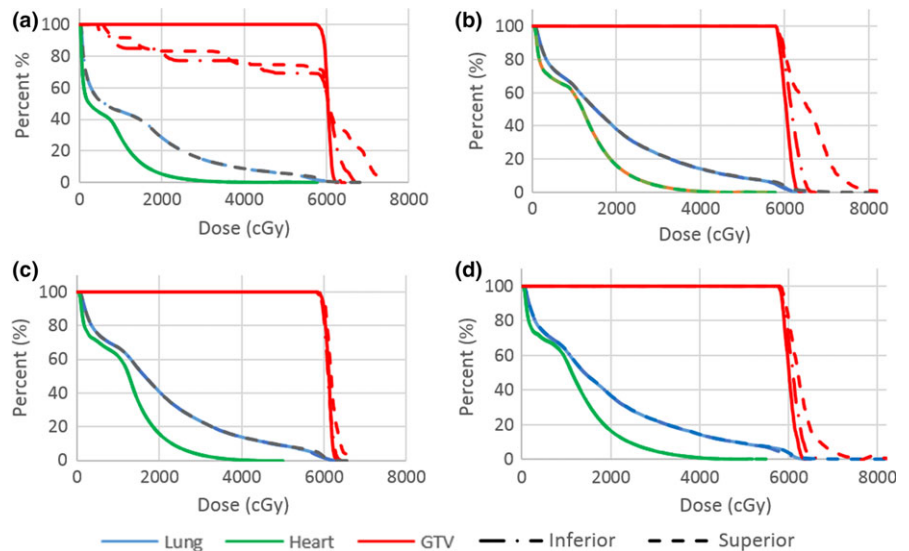 (a)
100
80
60
40
20
0
Percent %
0 2000 4000 6000 8000
Dose (cGy)
(b)
100
80
60
40
20
0
Percent (%)
0 2000 4000 6000 8000
Dose (cGy)
(c)
100
80
60
40
20
0
Percent (%)
0 2000 4000 6000 8000
Dose (cGy)
(d)
100
80
60
40
20
0
Percent (%)
0 2000 4000 6000 8000
Dose (cGy)
Lung Heart GTV Inferior Superior